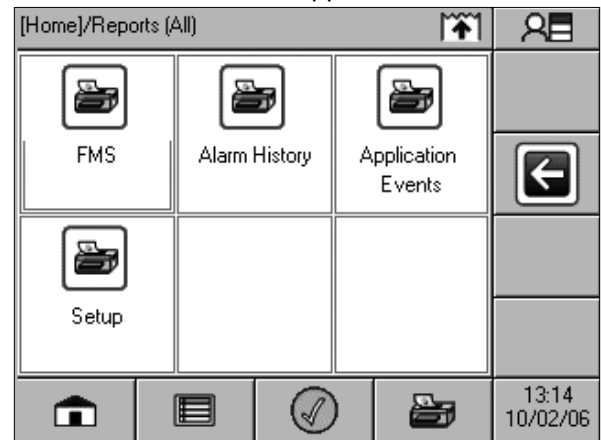 [Home]/Reports (All)
FMS
Alarm History
Application
Events
Setup
13:14
10/02/06